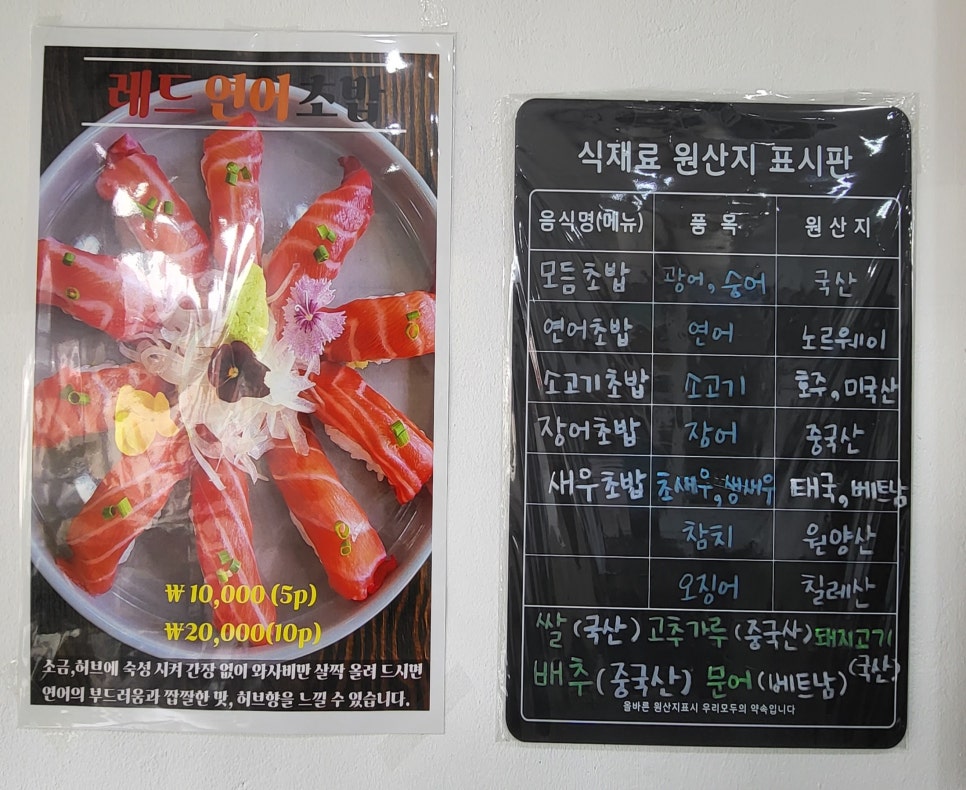 레드 연어 초밥
₩ 10,000 (5p)
₩20,000(10p)
소금,허브에 숙성 시켜 간장 없이 와사비만 살짝 올려 드시면
연어의 부드러움과 짭짤한 맛, 허브향을 느낄 수 있습니다.
식재료 원산지 표시판
음식명(메뉴) 품 목 원 산 지
모듬초밥 광어, 숭어 국산
연어초밥 연어 노르웨이
소고기초밥 소고기 호주, 미국산
장어초밥 장어 중국산
새우초밥 초새우, 생새우 태국, 베트남
참치 원양산
오징어 칠레산
쌀 (국산) 고추가루 (중국산) 돼지고기
배추 (중국산) 문어 (베트남) (국산)
올바른 원산지표시 우리모두의 약속입니다